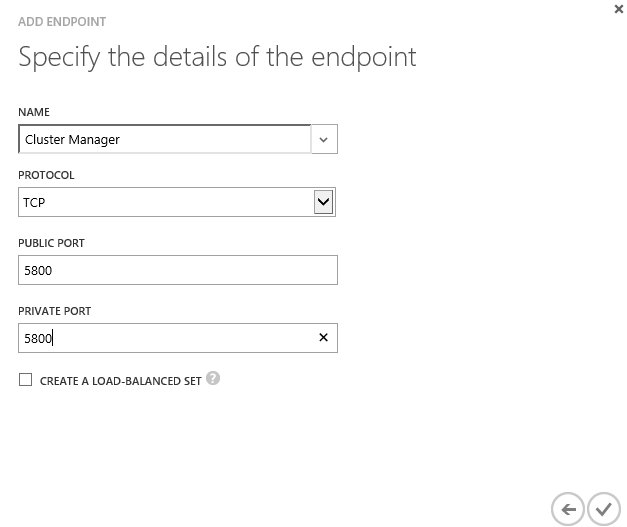 ADD ENDPOINT
Specify the details of the endpoint
NAME
Cluster Manager
PROTOCOL
TCP
PUBLIC PORT
5800
PRIVATE PORT
5800
CREATE A LOAD-BALANCED SET ?